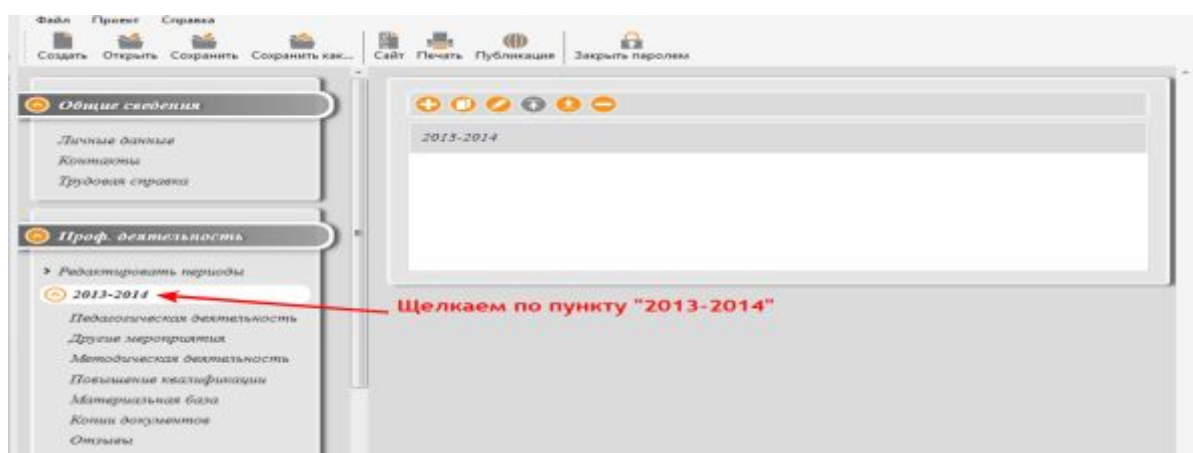 Файл Проект Справка
Создать Открыть Сохранить Сохранить как... Сайт Печать Публикация Закрыть паролем
Общие сведения
Личные данные
Контакты
Трудовая справка
Проф. деятельность
Редактировать периоды
2013-2014
Педагогическая деятельность
Другие мероприятия
Методическая деятельность
Повышение квалификации
Материальная база
Копии документов
Отзывы
2013-2014
Щелкаем по пункту "2013-2014"